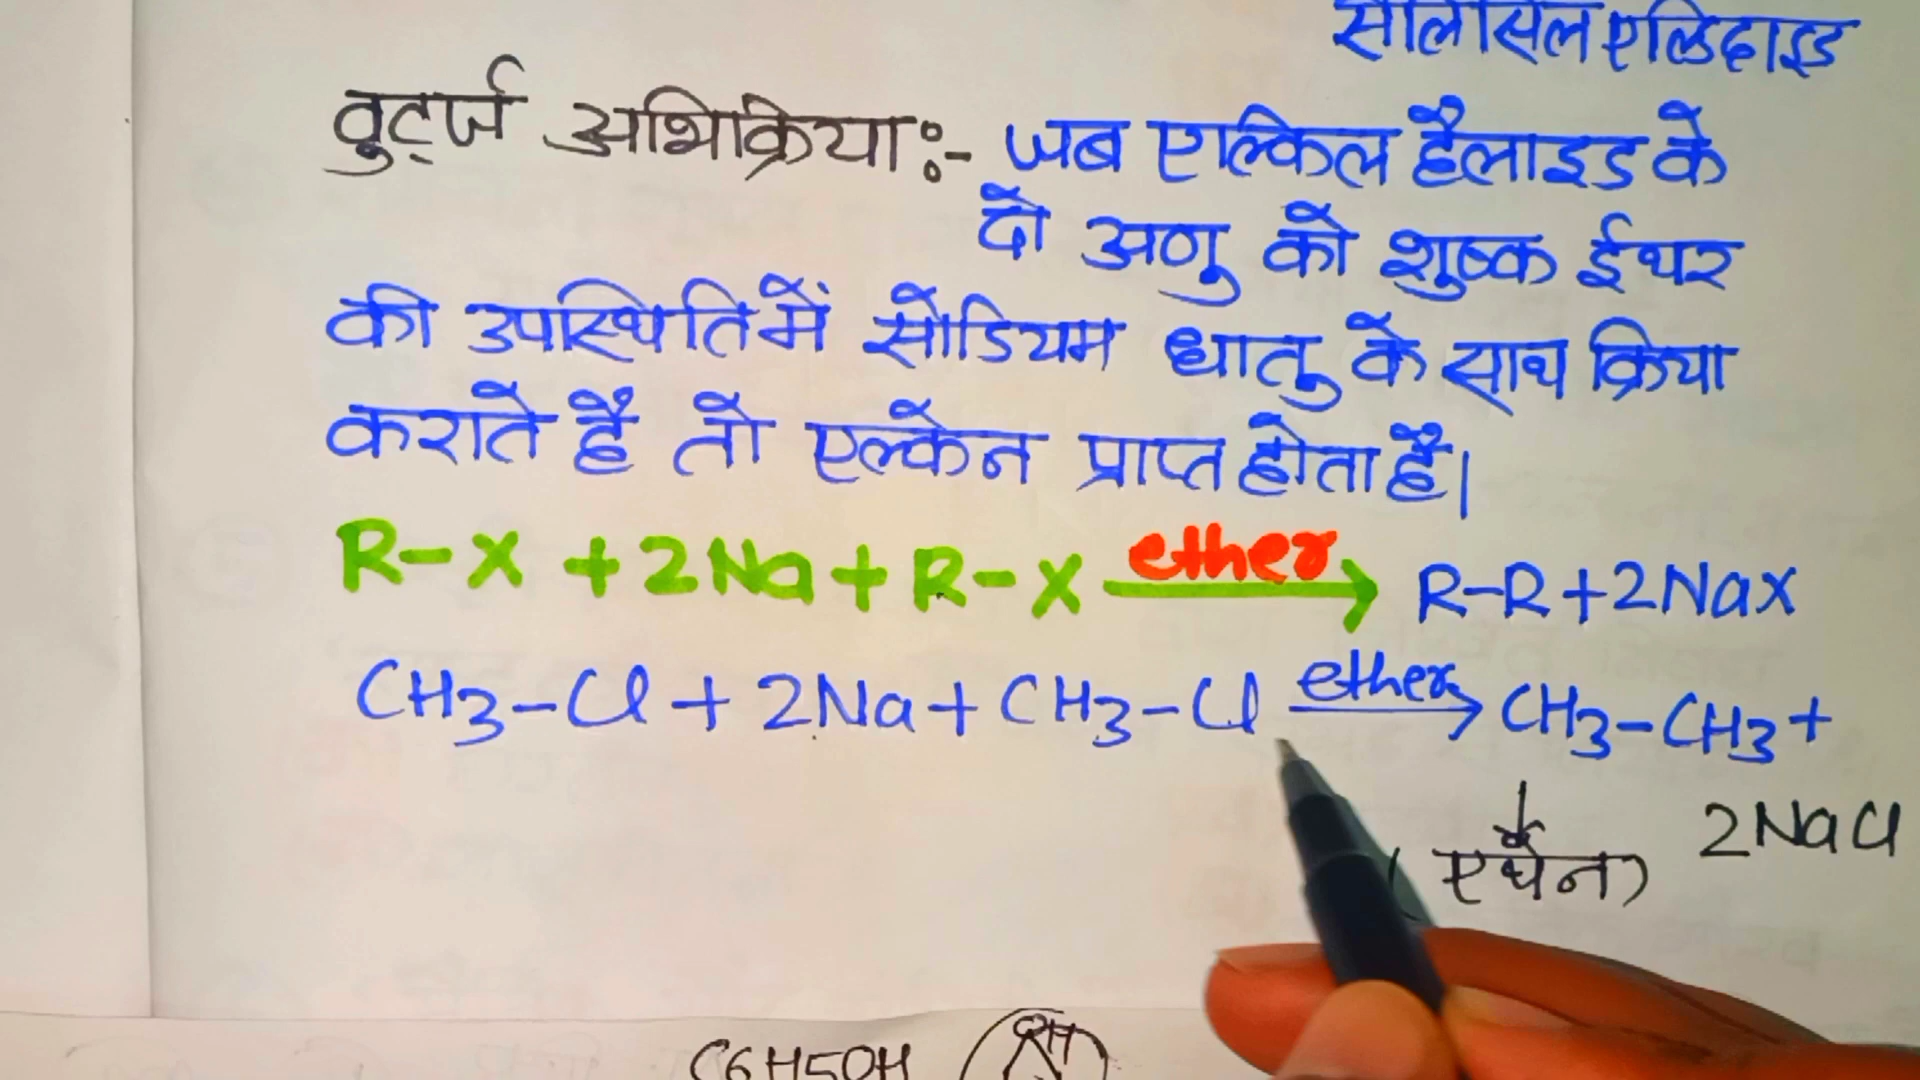 सैलिसिल एल्डिहाइड
वुर्ट्ज अभिक्रिया:- जब एल्किल हैलाइड के
दो अणु को शुष्क ईथर
की उपस्थिति में सोडियम धातु के साथ क्रिया
कराते है तो एल्केन प्राप्त होता है।
R-X + 2Na + R-X ether→ R-R + 2NaX
CH3-Cl + 2Na + CH3-Cl ether→ CH3-CH3 +
2NaCl
(एथेन)
C6H5OH OH